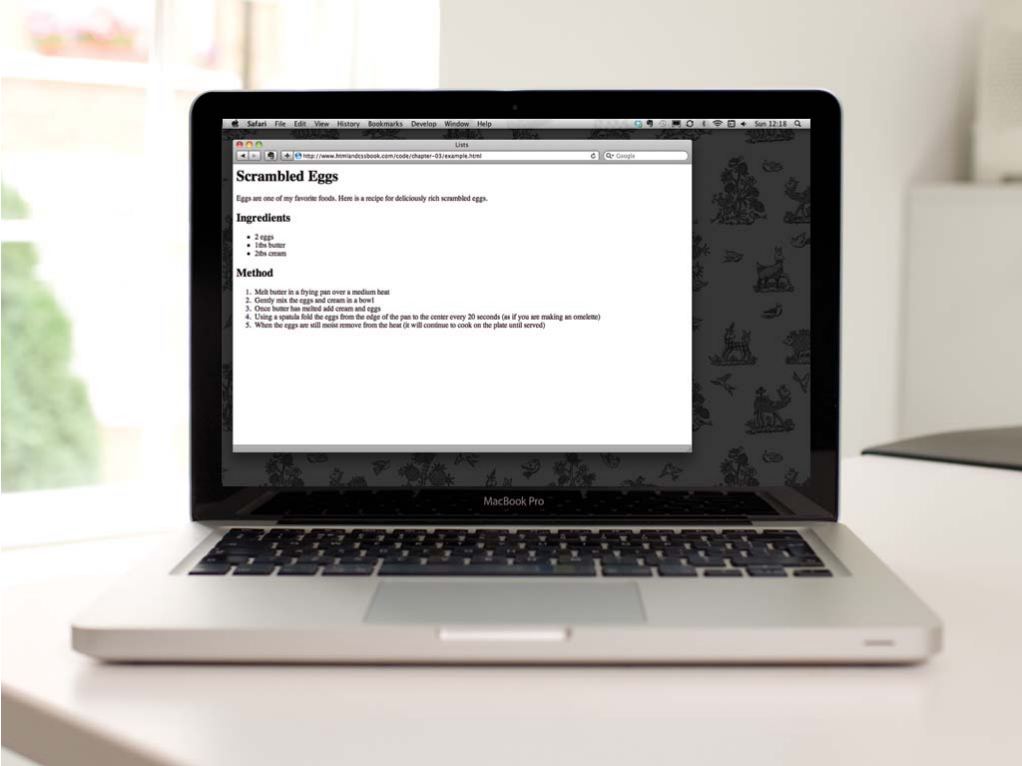 Safari File Edit View History Bookmarks Develop Window Help Sun 12:18
Lists
http://www.htmlandcssbook.com/code/chapter-03/example.html Google
Scrambled Eggs
Eggs are one of my favorite foods. Here is a recipe for deliciously rich scrambled eggs.
Ingredients
• 2 eggs
• 1tbs butter
• 2tbs cream
Method
1. Melt butter in a frying pan over a medium heat
2. Gently mix the eggs and cream in a bowl
3. Once butter has melted add cream and eggs
4. Using a spatula fold the eggs from the edge of the pan to the center every 20 seconds (as if you are making an omelette)
5. When the eggs are still moist remove from the heat (it will continue to cook on the plate until served)
MacBook Pro